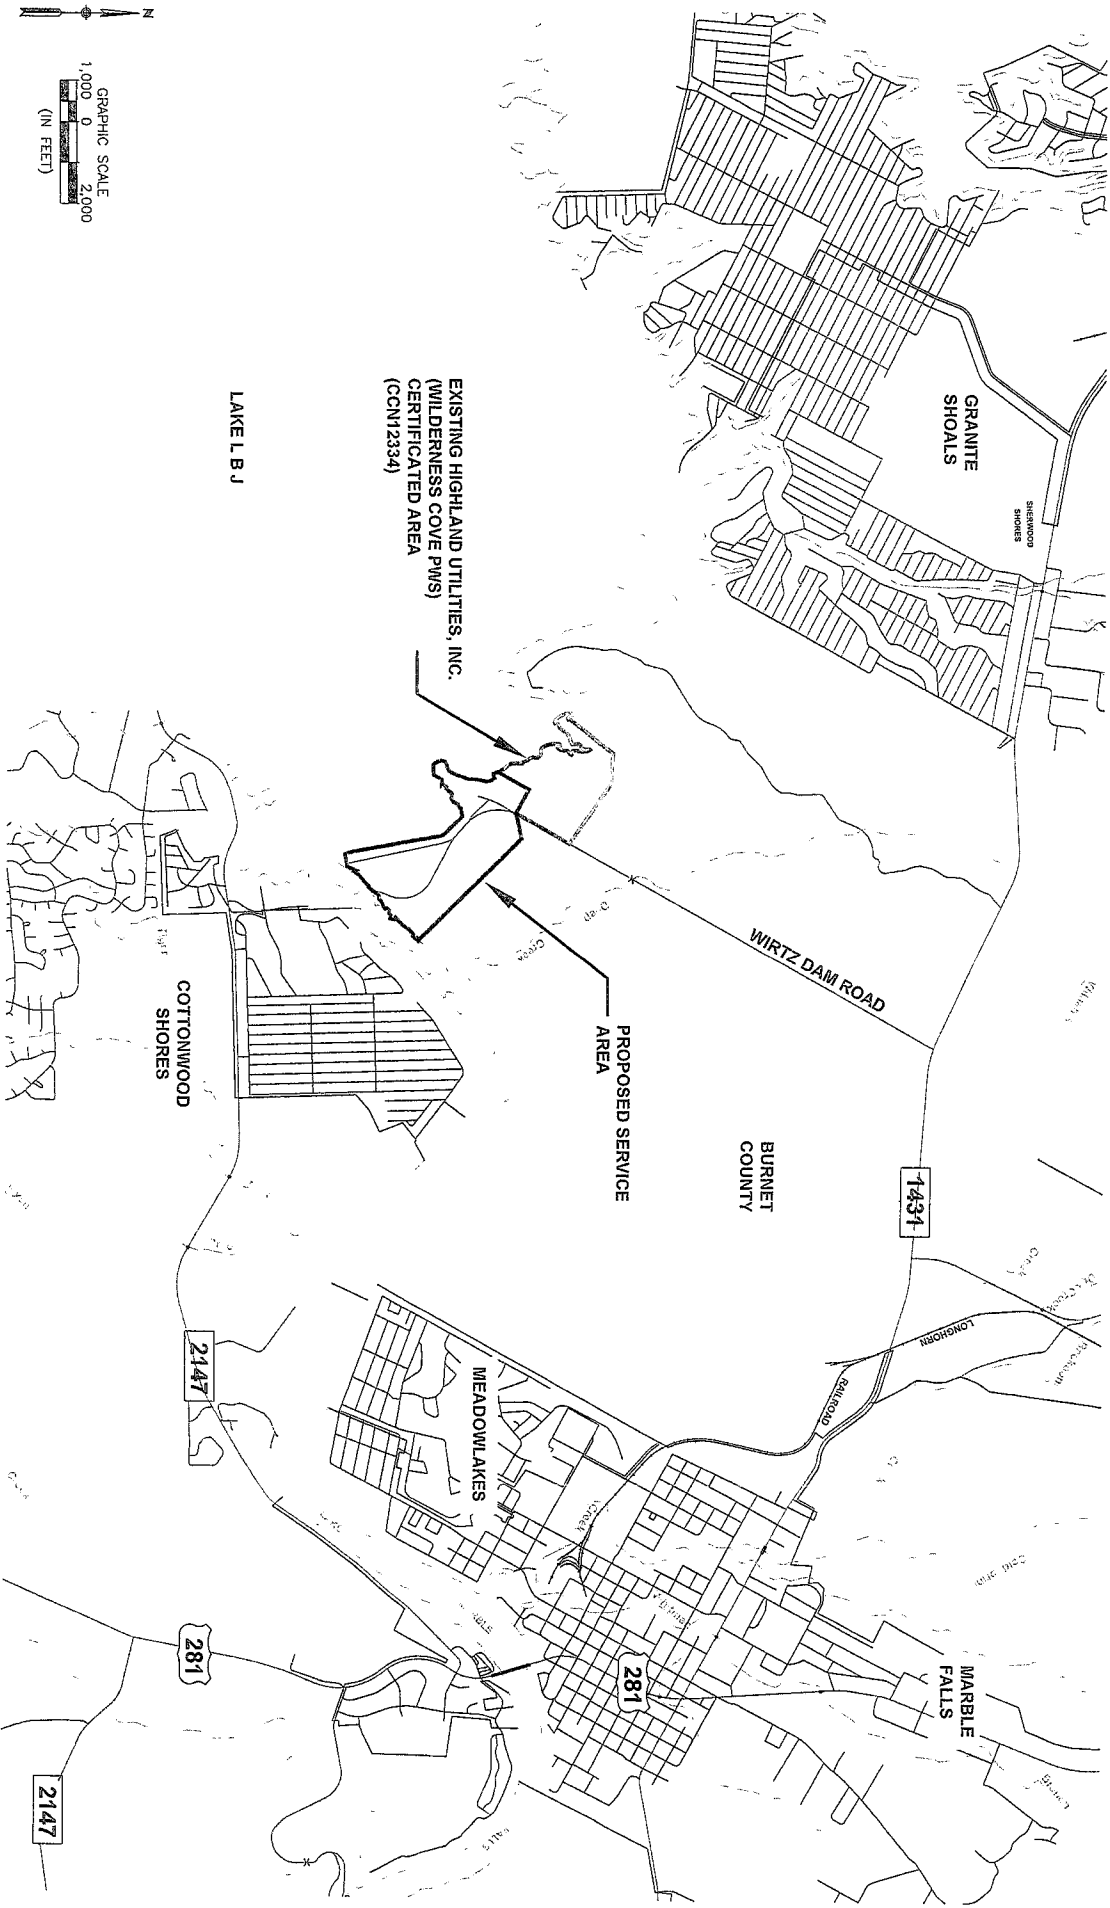 N
GRAPHIC SCALE
1,000 0 2,000
(IN FEET)
GRANITE
SHOALS
SHERWOOD
SHORES
LAKE L B J
EXISTING HIGHLAND UTILITIES, INC.
(WILDERNESS COVE PWS)
CERTIFICATED AREA
(CCN12334)
WIRTZ DAM ROAD
PROPOSED SERVICE
AREA
Creek
COTTONWOOD
SHORES
BURNET
COUNTY
1431
LONGHORN
RAILROAD
2147
MEADOWLAKES
Creek
MARBLE
FALLS
281
281
2147